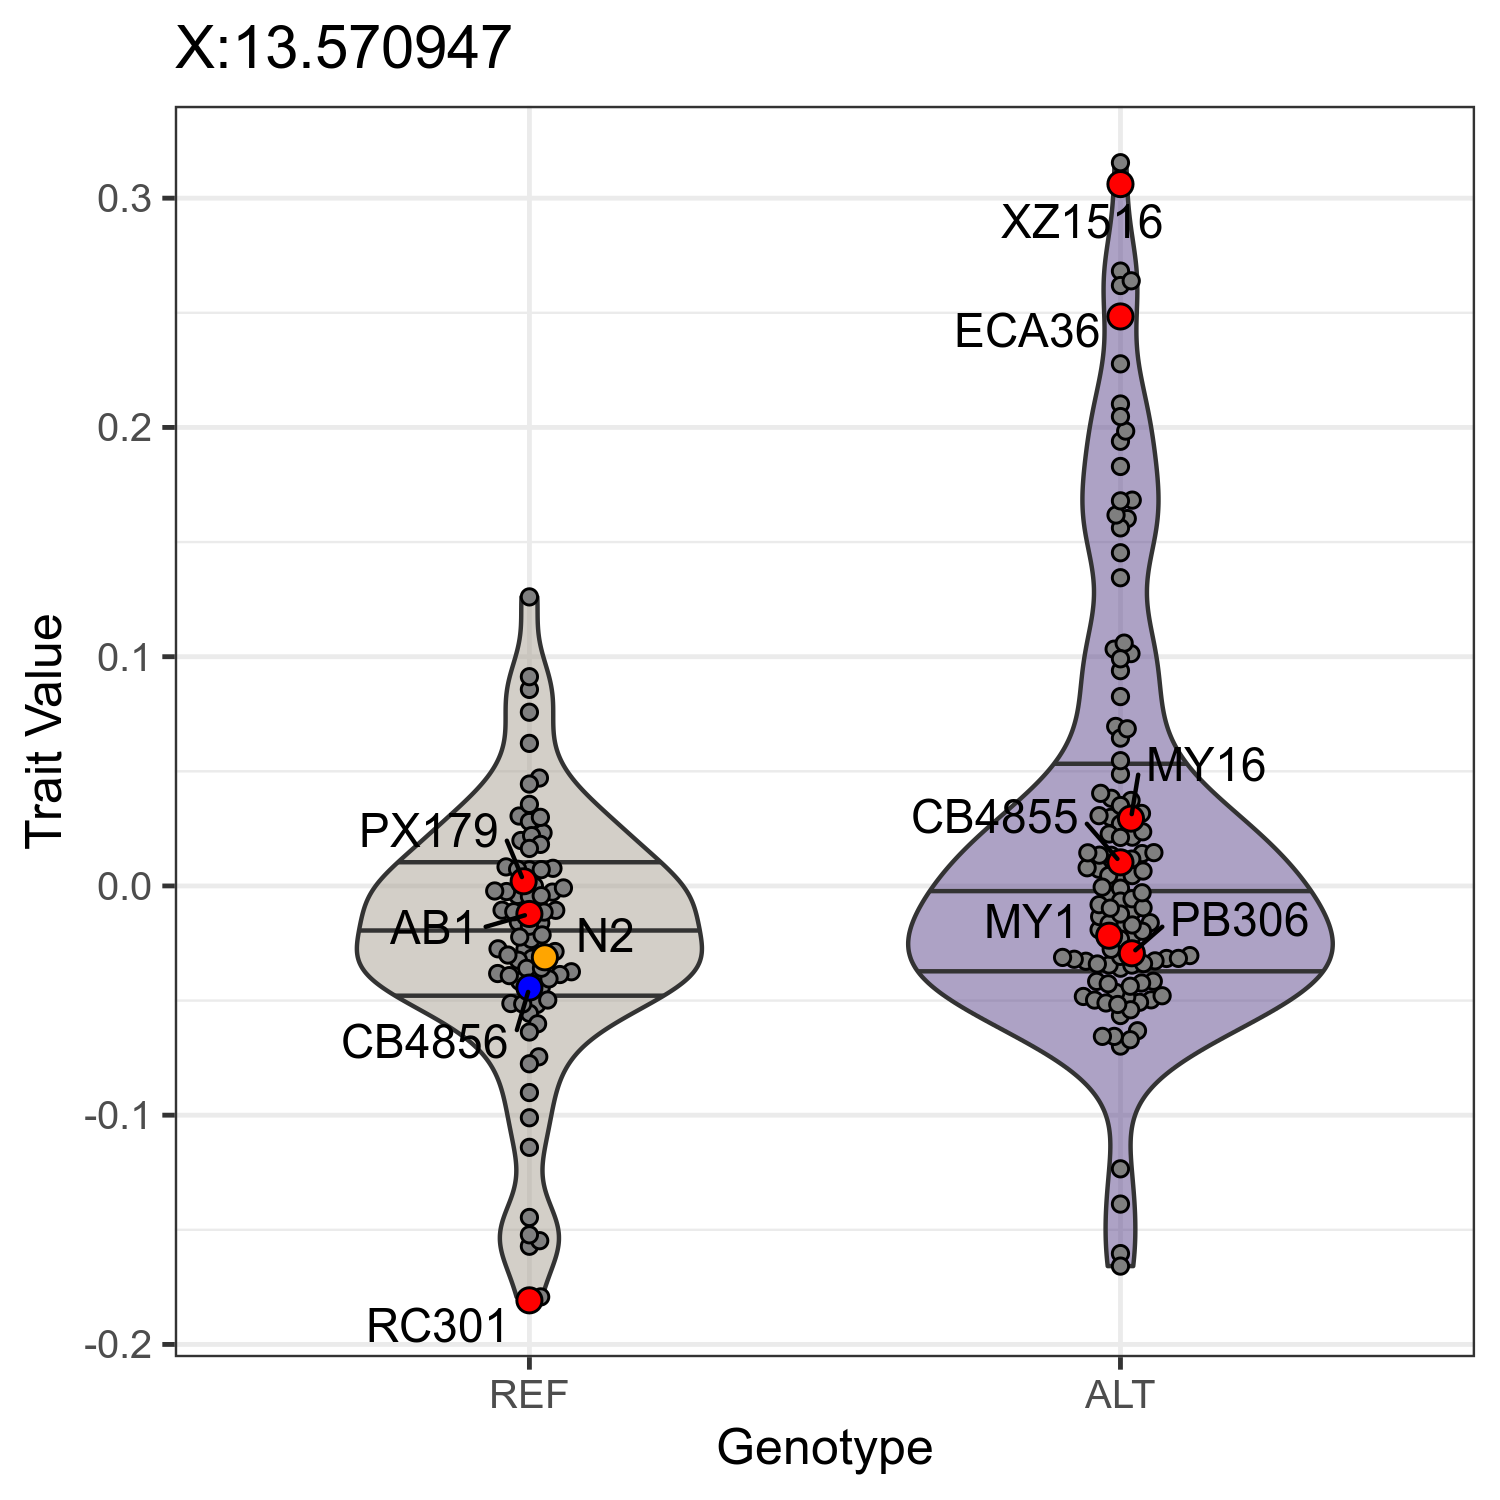 X:13.570947
Trait Value
0.3
0.2
0.1
0.0
-0.1
-0.2
XZ1516
ECA36
MY16
CB4855
PX179
MY1
PB306
AB1
N2
CB4856
RC301
REF
ALT
Genotype